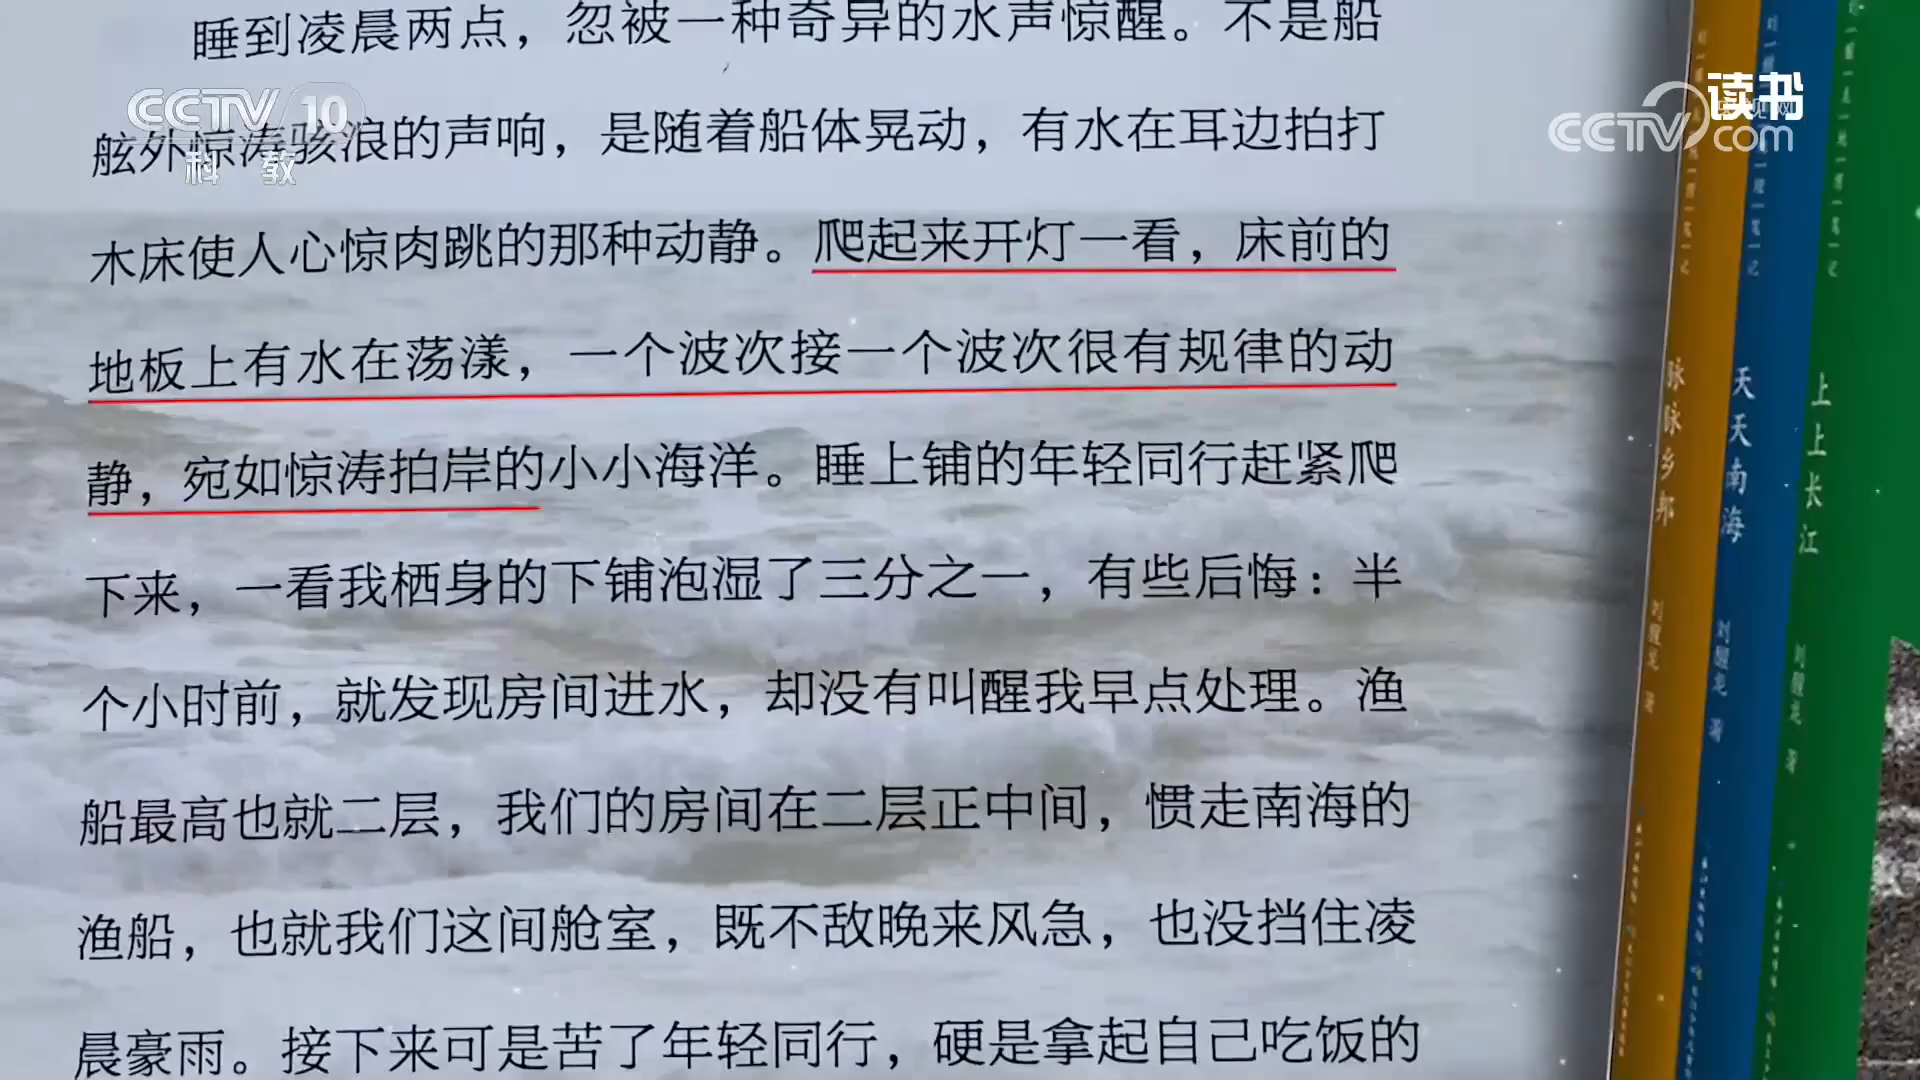 睡到凌晨两点，忽被一种奇异的水声惊醒。不是船
舷外惊涛骇浪的声响，是随着船体晃动，有水在耳边拍打
木床使人心惊肉跳的那种动静。爬起来开灯一看，床前的
地板上有水在荡漾，一个波次接一个波次很有规律的动
静，宛如惊涛拍岸的小小海洋。睡上铺的年轻同行赶紧爬
下来，一看我栖身的下铺泡湿了三分之一，有些后悔：半
个小时前，就发现房间进水，却没有叫醒我早点处理。渔
船最高也就二层，我们的房间在二层正中间，惯走南海的
渔船，也就我们这间舱室，既不敌晚来风急，也没挡住凌
晨豪雨。接下来可是苦了年轻同行，硬是拿起自己吃饭的
CCTV 10
科教
读书
CCTV.com
脉脉乡邦
刘醒龙 著
天天南海
刘醒龙 著
上上长江
刘醒龙 著